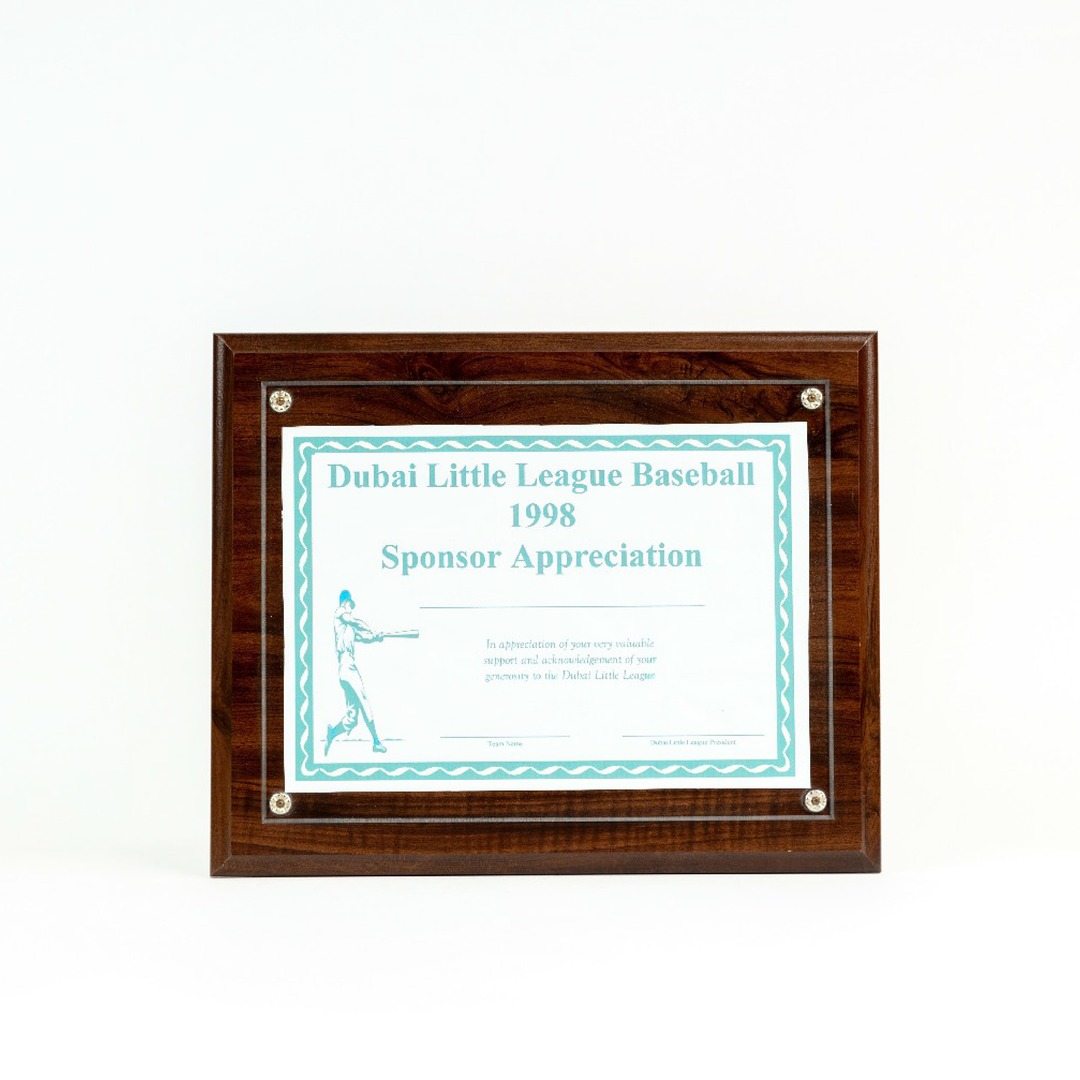 Dubai Little League Baseball
1998
Sponsor Appreciation
In appreciation of your very valuable
support and acknowledgement of your
generosity to the Dubai Little League
Team Name
Dubai Little League President